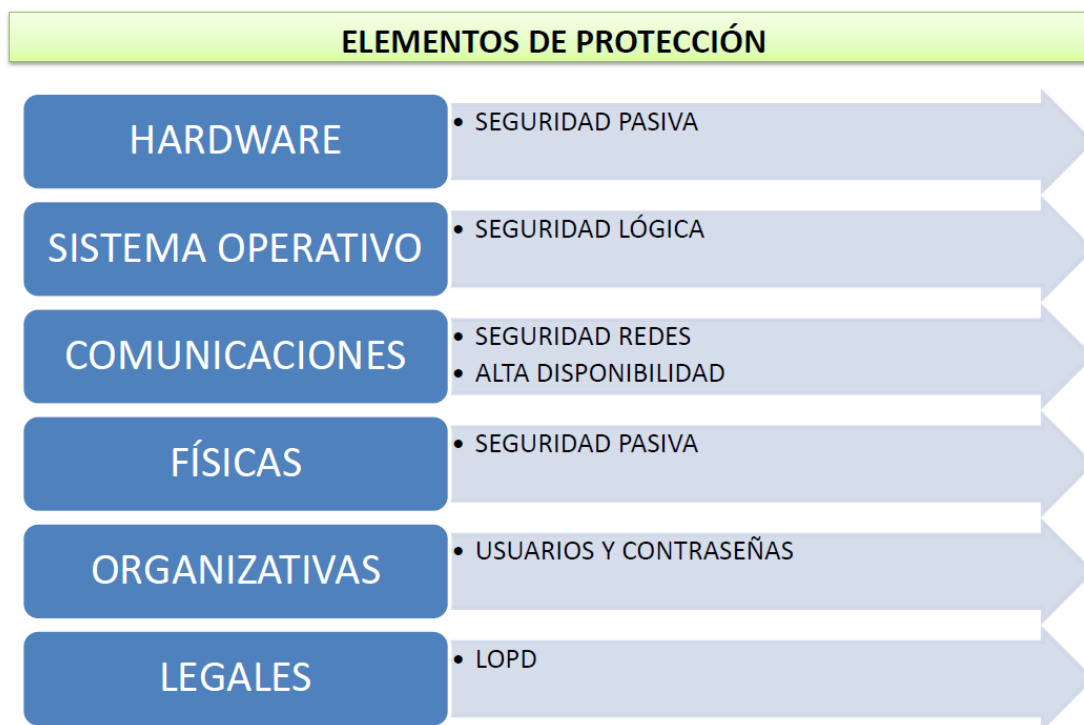 ELEMENTOS DE PROTECCIÓN
HARDWARE
• SEGURIDAD PASIVA
SISTEMA OPERATIVO
• SEGURIDAD LÓGICA
COMUNICACIONES
• SEGURIDAD REDES
• ALTA DISPONIBILIDAD
FÍSICAS
• SEGURIDAD PASIVA
ORGANIZATIVAS
• USUARIOS Y CONTRASEÑAS
LEGALES
• LOPD